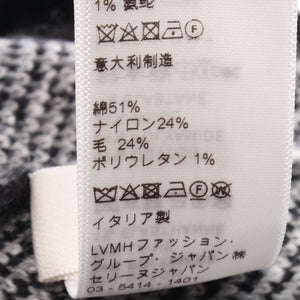 1% 氨纶
意大利制造
綿51%
ナイロン24%
毛 24%
ポリウレタン 1%
イタリア製
LVMHファッション・
グループ・ジャパン㈱
セリーヌジャパン
03-5414-1401